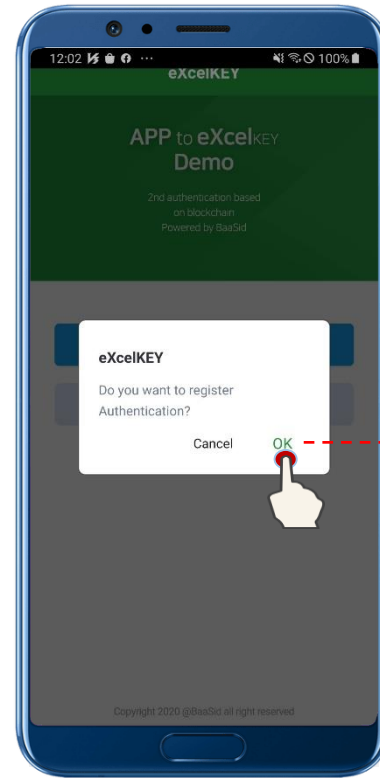 12:02 ··· 100%
eXcelKEY
APP to eXcelKEY
Demo
2nd authentication based
on blockchain
Powered by BaaSid
eXcelKEY
Do you want to register
Authentication?
Cancel OK
Copyright 2020 @BaaSid all right reserved